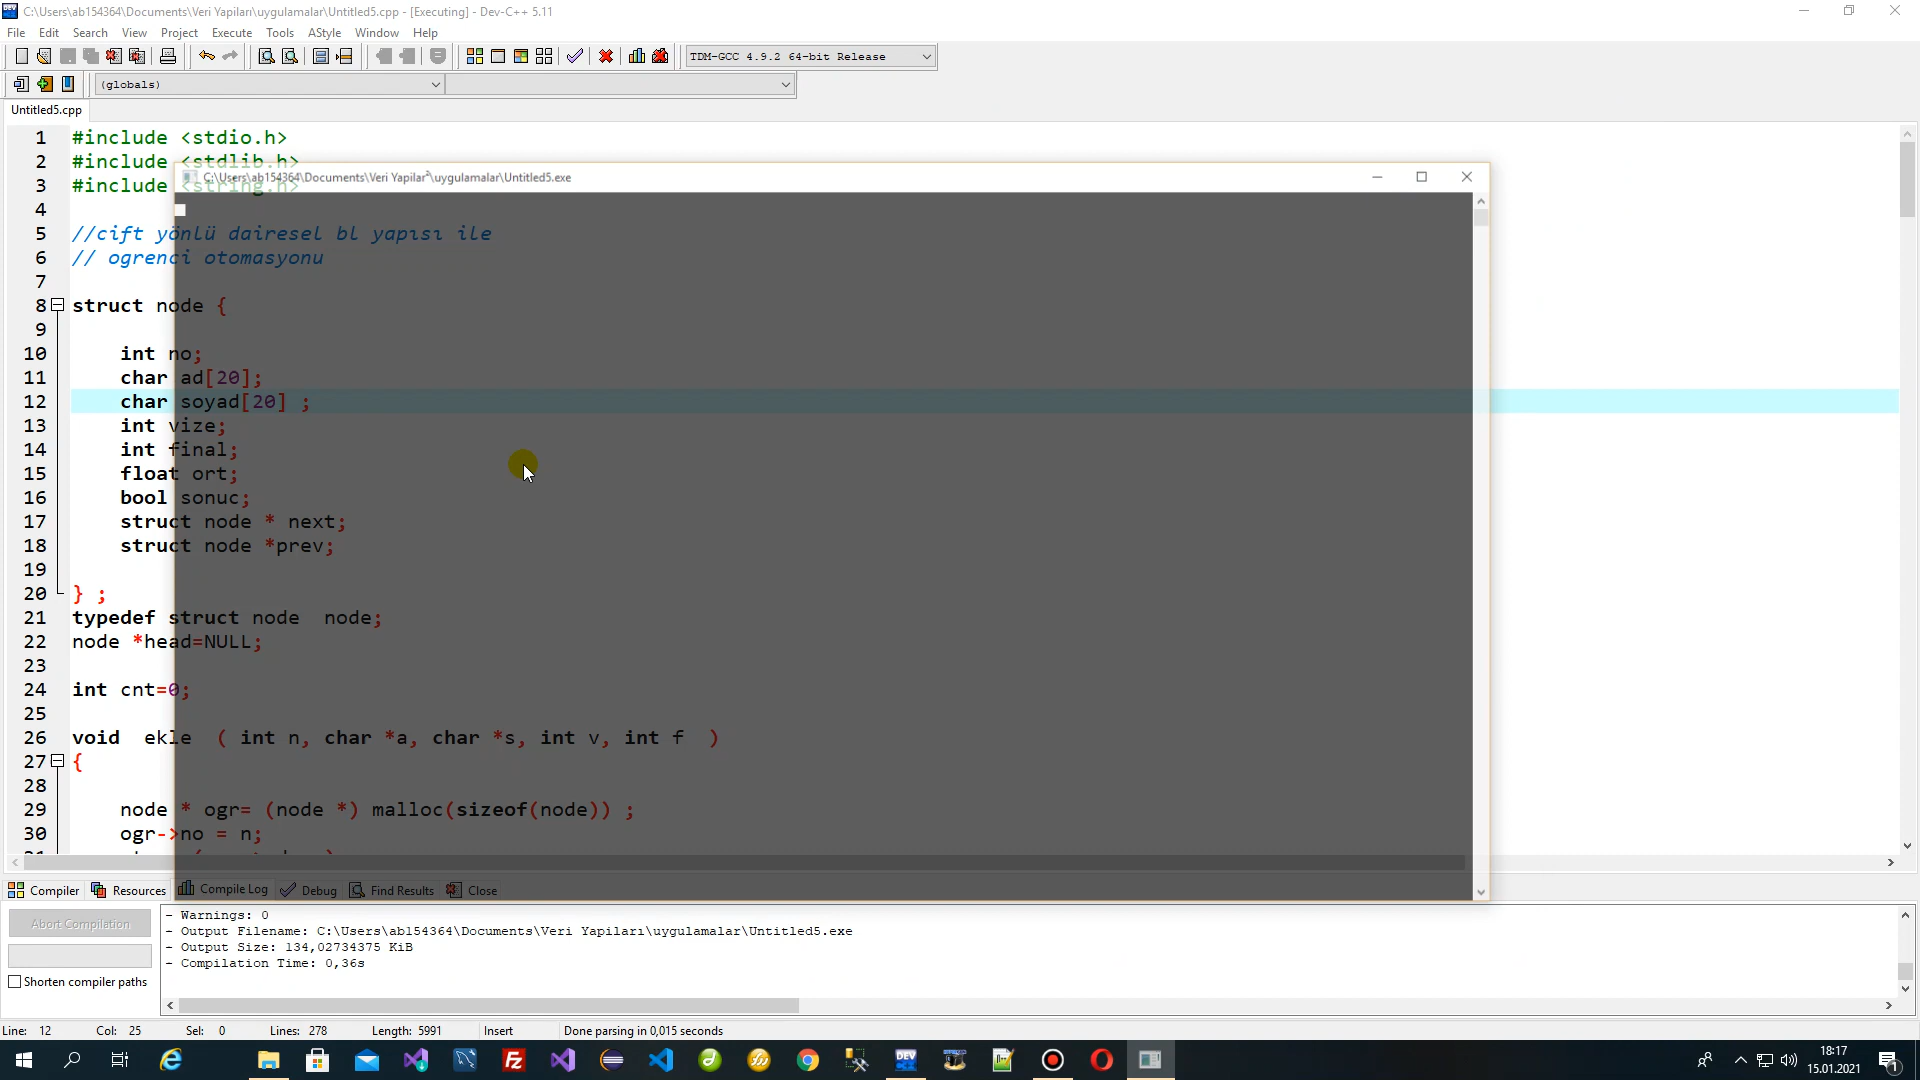 C:\Users\ab154364\Documents\Veri Yapıları\uygulamalar\Untitled5.cpp - [Executing] - Dev-C++ 5.11
File Edit Search View Project Execute Tools AStyle Window Help
TDM-GCC 4.9.2 64-bit Release
(globals)
Untitled5.cpp
1 #include <stdio.h>
2 #include <stdlib.h>
3 #include <string.h>
C:\Users\ab154364\Documents\Veri Yapılar²\uygulamalar\Untitled5.exe
4
5 //cift yönlü dairesel bl yapısı ile
6 // ogrenci otomasyonu
7
8 struct node {
9
10 int no;
11 char ad[20];
12 char soyad[20] ;
13 int vize;
14 int final;
15 float ort;
16 bool sonuc;
17 struct node * next;
18 struct node *prev;
19
20 } ;
21 typedef struct node node;
22 node *head=NULL;
23
24 int cnt=0;
25
26 void ekle ( int n, char *a, char *s, int v, int f )
27 {
28
29 node * ogr= (node *) malloc(sizeof(node)) ;
30 ogr->no = n;
Compiler Resources Compile Log Debug Find Results Close
Abort Compilation
Shorten compiler paths
- Warnings: 0
- Output Filename: C:\Users\ab154364\Documents\Veri Yapıları\uygulamalar\Untitled5.exe
- Output Size: 134,02734375 KiB
- Compilation Time: 0,36s
Line: 12 Col: 25 Sel: 0 Lines: 278 Length: 5991 Insert Done parsing in 0,015 seconds
18:17
15.01.2021